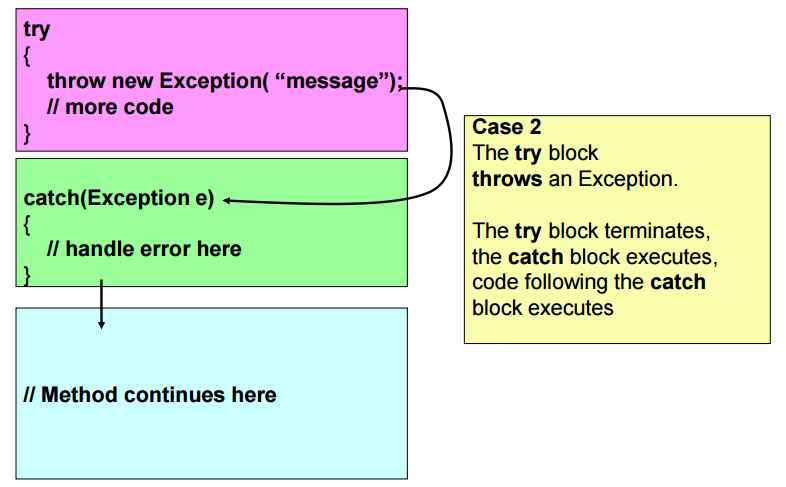 try
{
throw new Exception( “message”);
// more code
}
catch(Exception e)
{
// handle error here
}
// Method continues here
Case 2
The try block
throws an Exception.
The try block terminates,
the catch block executes,
code following the catch
block executes